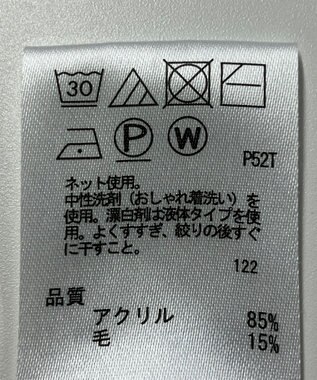 30
P W
P52T
ネット使用。
中性洗剤（おしゃれ着洗い）を
使用。漂白剤は液体タイプを使
用。よくすすぎ、絞りの後すぐ
に干すこと。
122
品質
アクリル 85%
毛 15%